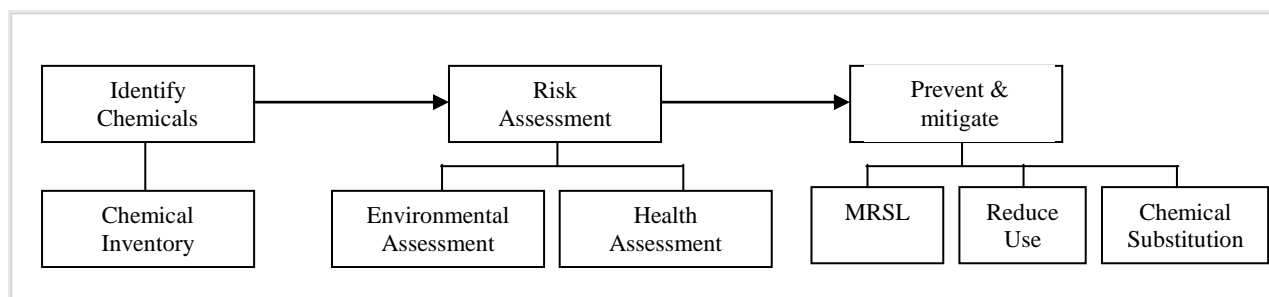 Identify
Chemicals
Risk
Assessment
Prevent &
mitigate
Chemical
Inventory
Environmental
Assessment
Health
Assessment
MRSL
Reduce
Use
Chemical
Substitution